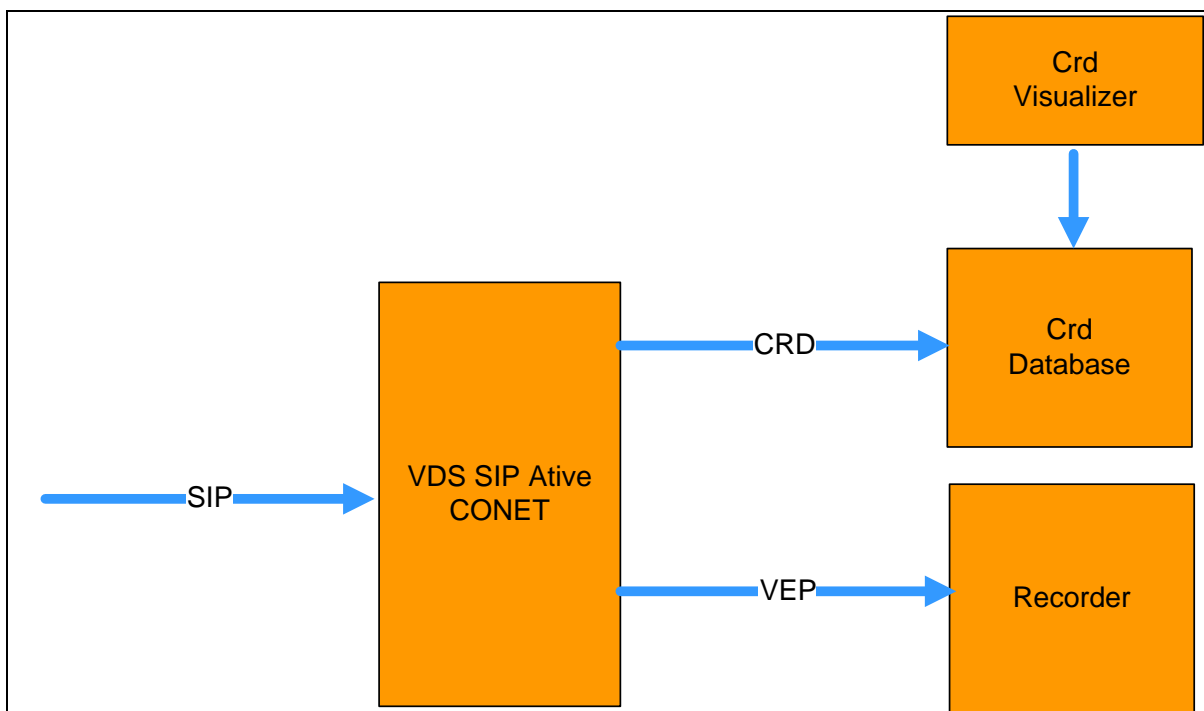 Crd
Visualizer
CRD
Crd
Database
VDS SIP Ative
CONET
SIP
VEP
Recorder